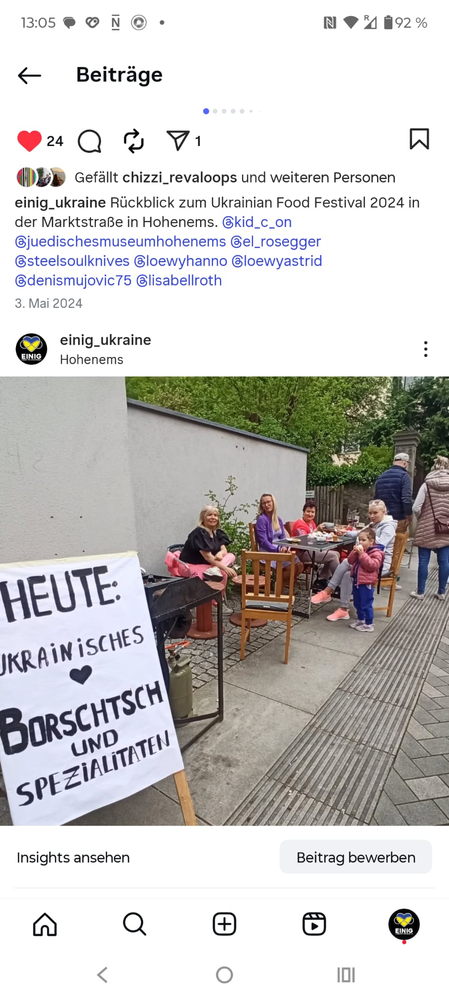 13:05
92 %
Beiträge
24
1
Gefällt chizzi_revaloops und weiteren Personen
einig_ukraine Rückblick zum Ukrainian Food Festival 2024 in
der Marktstraße in Hohenems. @kid_c_on
@juedischesmuseumhohenems @el_rosegger
@steelsoulknives @loewyhanno @loewyastrid
@denismujovic75 @lisabellroth
3. Mai 2024
EINIG
einig_ukraine
Hohenems
HEUTE:
UKRAINISCHES
BORSCHTSCH
UND
SPEZIALITATEN
Insights ansehen
Beitrag bewerben
EINIG